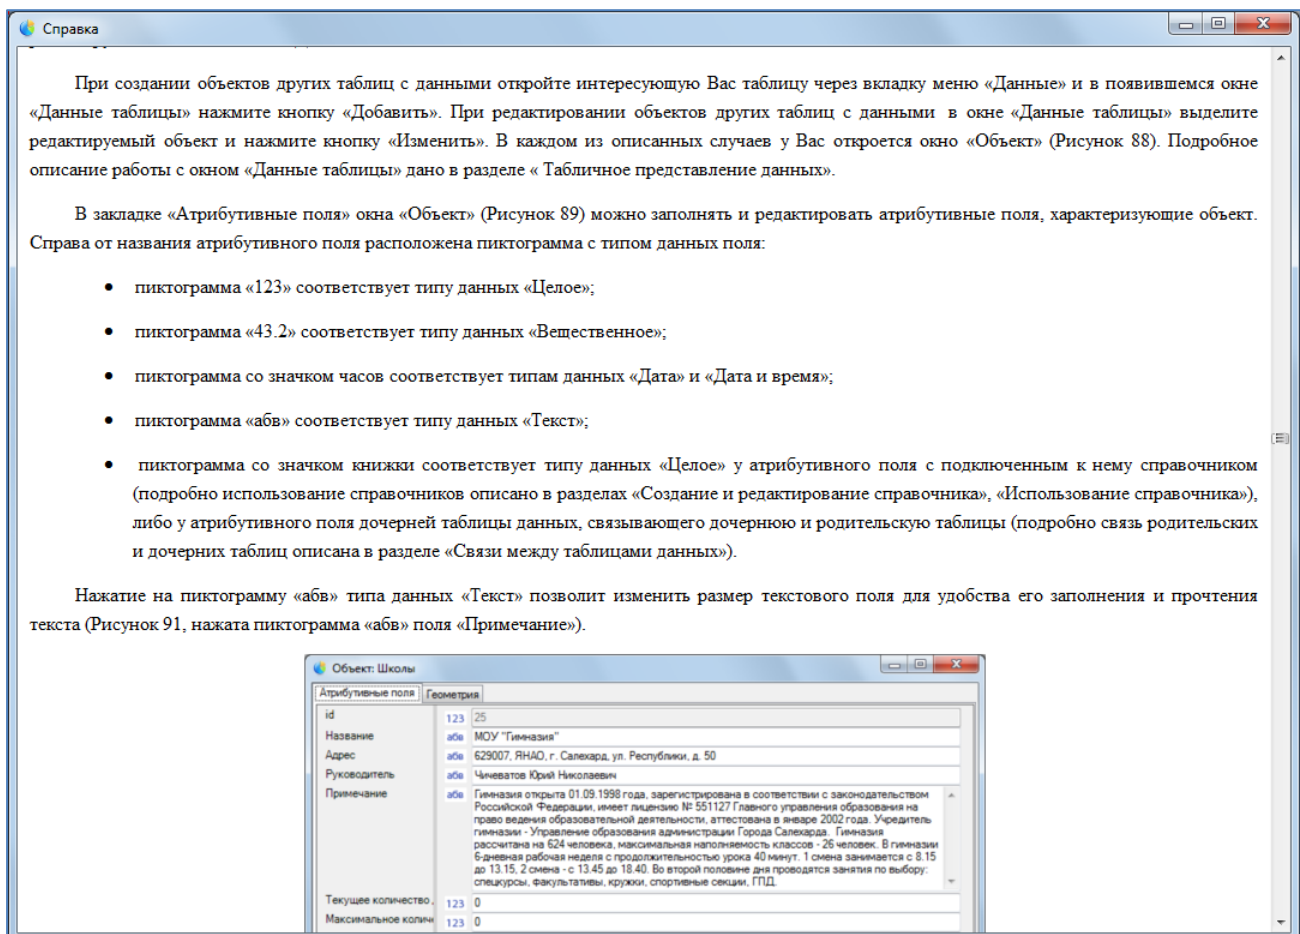 Справка
При создании объектов других таблиц с данными откройте интересующую Вас таблицу через вкладку меню «Данные» и в появившемся окне
«Данные таблицы» нажмите кнопку «Добавить». При редактировании объектов других таблиц с данными в окне «Данные таблицы» выделите
редактируемый объект и нажмите кнопку «Изменить». В каждом из описанных случаев у Вас откроется окно «Объект» (Рисунок 88). Подробное
описание работы с окном «Данные таблицы» дано в разделе « Табличное представление данных».
В закладке «Атрибутивные поля» окна «Объект» (Рисунок 89) можно заполнять и редактировать атрибутивные поля, характеризующие объект.
Справа от названия атрибутивного поля расположена пиктограмма с типом данных поля:
• пиктограмма «123» соответствует типу данных «Целое»;
• пиктограмма «43.2» соответствует типу данных «Вещественное»;
• пиктограмма со значком часов соответствует типам данных «Дата» и «Дата и время»;
• пиктограмма «абв» соответствует типу данных «Текст»;
• пиктограмма со значком книжки соответствует типу данных «Целое» у атрибутивного поля с подключенным к нему справочником
(подробно использование справочников описано в разделах «Создание и редактирование справочника», «Использование справочника»),
либо у атрибутивного поля дочерней таблицы данных, связывающего дочернюю и родительскую таблицы (подробно связь родительских
и дочерних таблиц описана в разделе «Связи между таблицами данных»).
Нажатие на пиктограмму «абв» типа данных «Текст» позволит изменить размер текстового поля для удобства его заполнения и прочтения
текста (Рисунок 91, нажата пиктограмма «абв» поля «Примечание»).
Объект: Школы
Атрибутивные поля Геометрия
id 123 25
Название абв МОУ "Гимназия"
Адрес абв 629007, ЯНАО, г. Салехард, ул. Республики, д. 50
Руководитель абв Чичеватов Юрий Николаевич
Примечание абв Гимназия открыта 01.09.1998 года, зарегистрирована в соответствии с законодательством
Российской Федерации, имеет лицензию № 551127 Главного управления образования на
право ведения образовательной деятельности, аттестована в январе 2002 года. Учредитель
гимназии - Управление образования администрации Города Салехарда. Гимназия
рассчитана на 624 человека, максимальная наполняемость классов - 26 человек. В гимназии
6-дневная рабочая неделя с продолжительностью урока 40 минут. 1 смена занимается с 8.15
до 13.15, 2 смена - с 13.45 до 18.40. Во второй половине дня проводятся занятия по выбору:
спецкурсы, факультативы, кружки, спортивные секции, ГПД.
Текущее количество 123 0
Максимальное колич 123 0